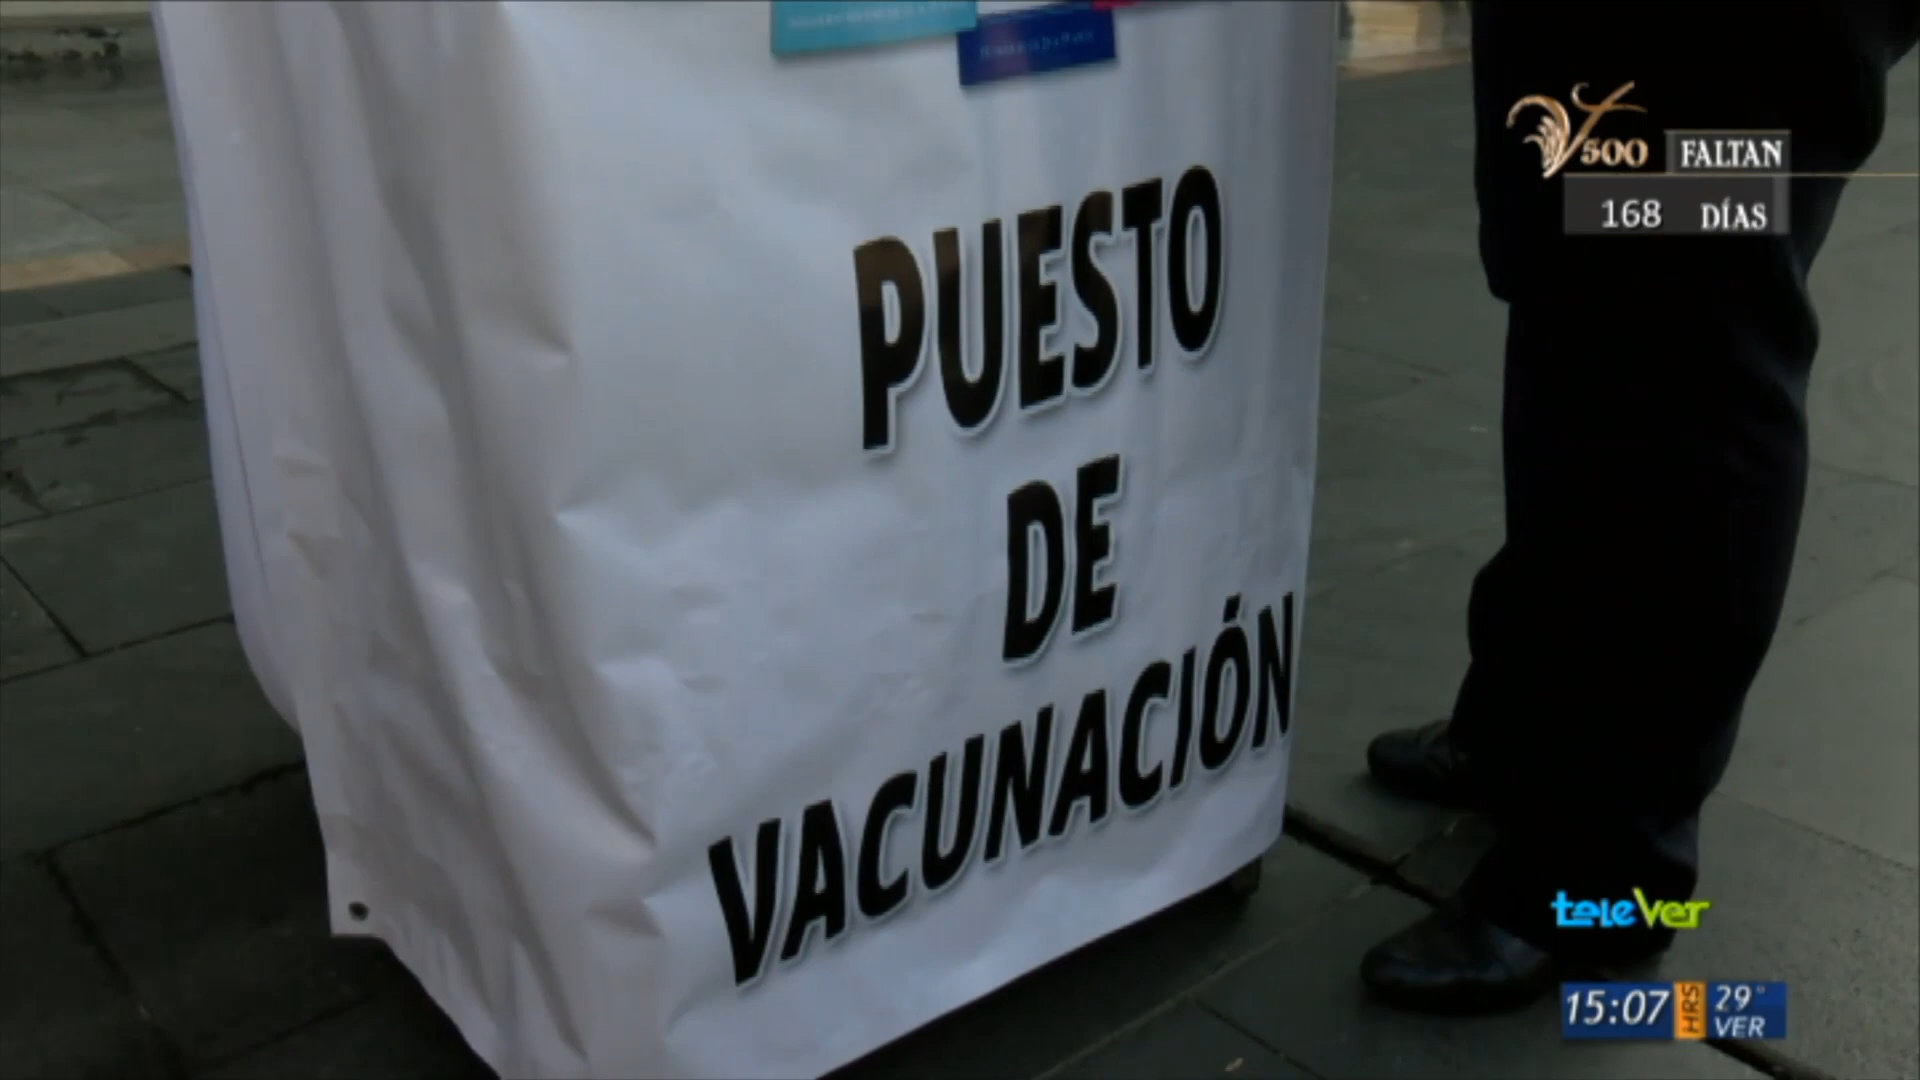 V500 FALTAN
168 DÍAS
PUESTO
DE
VACUNACIÓN
teleVer
15:07 HRS 29° VER